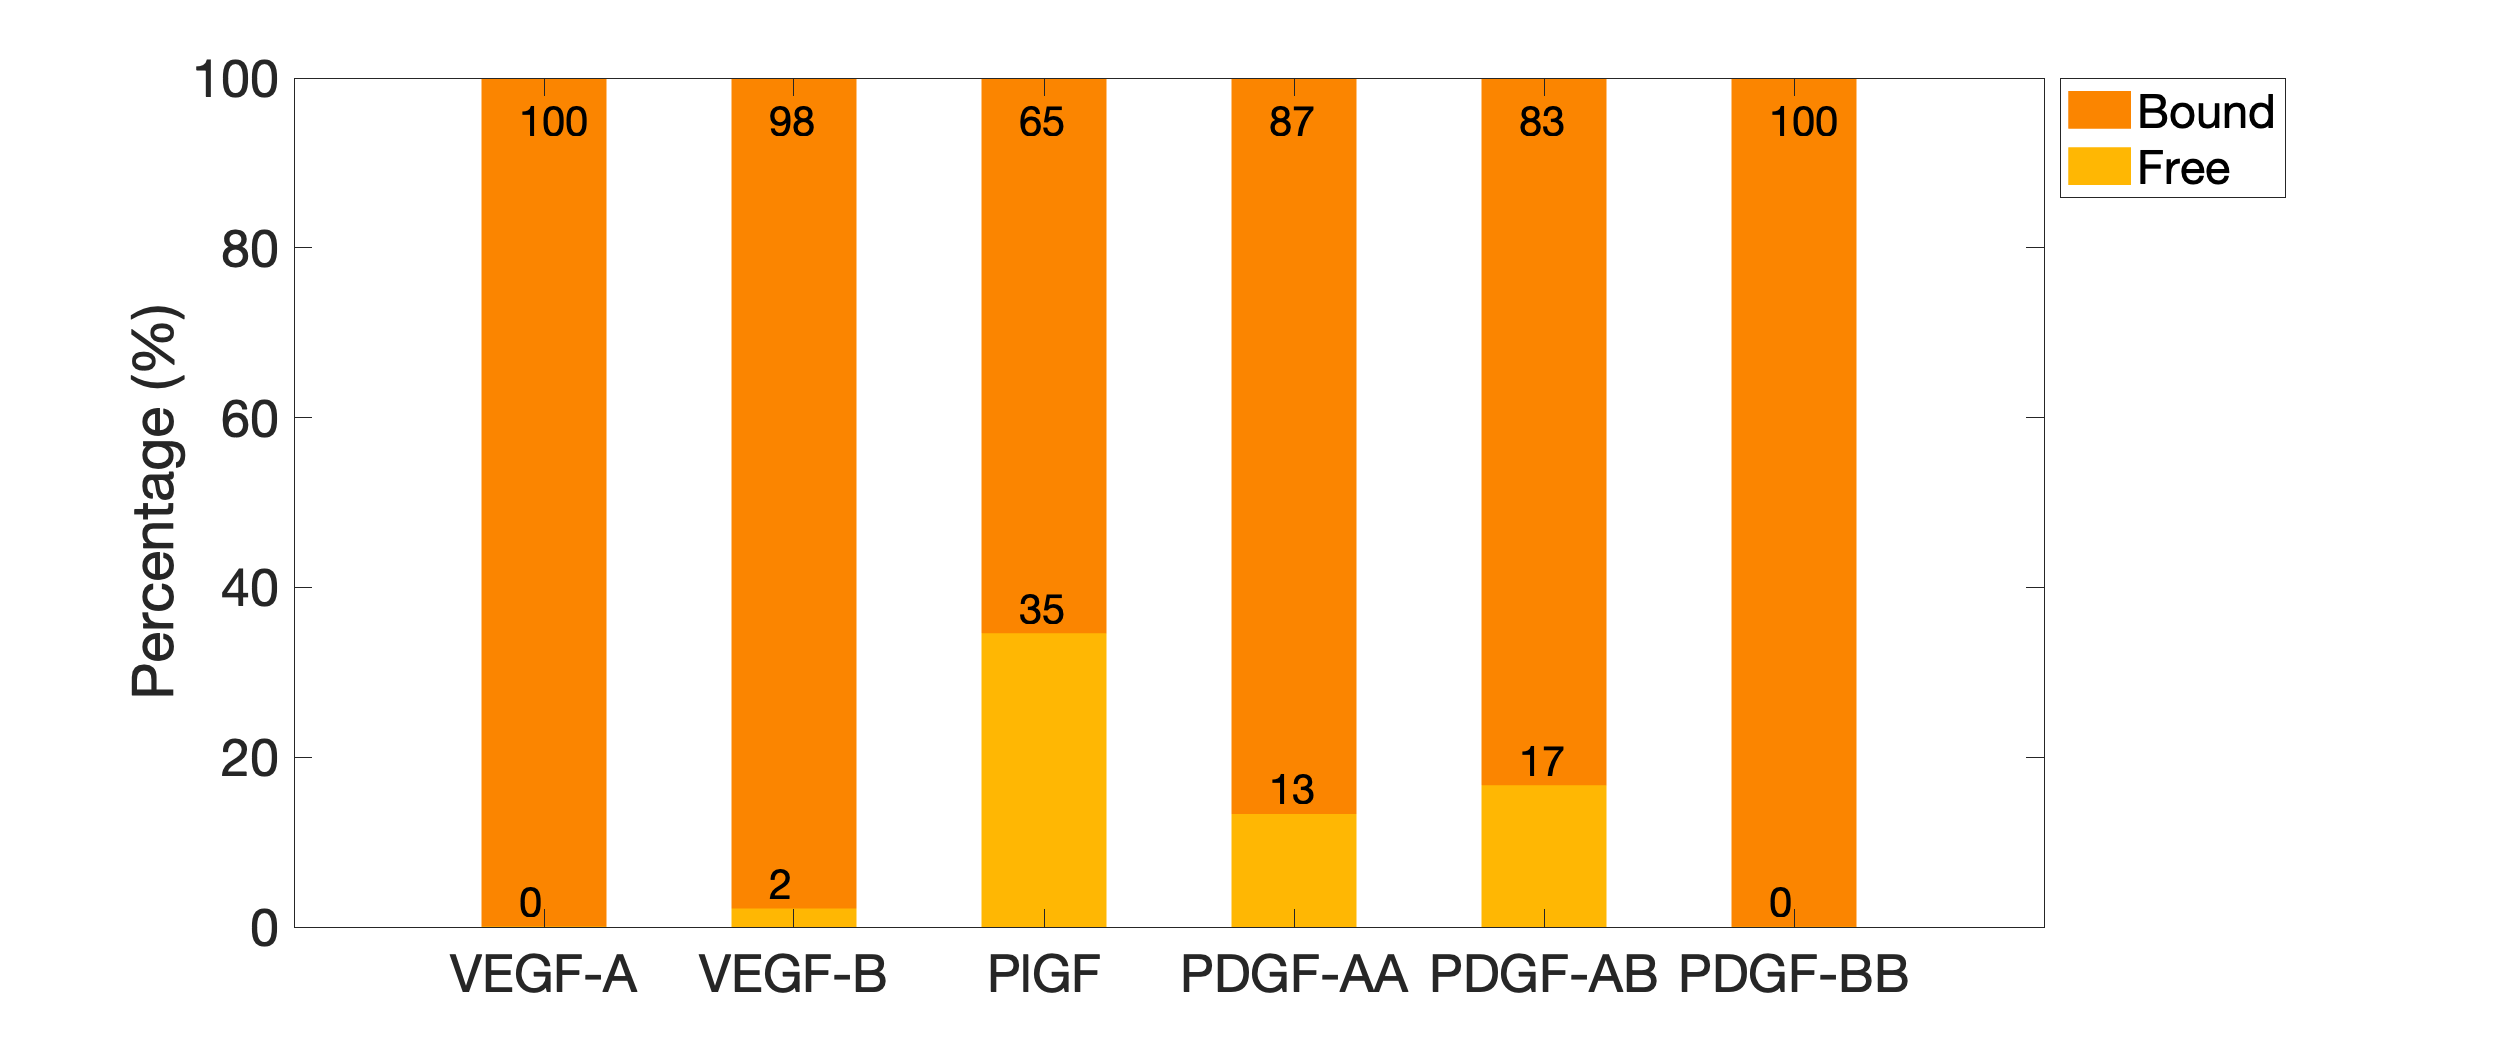 Percentage (%)
100
80
60
40
20
0
100 98 65 87 83 100
0 2 35 13 17 0
VEGF-A VEGF-B PlGF PDGF-AA PDGF-AB PDGF-BB
Bound
Free